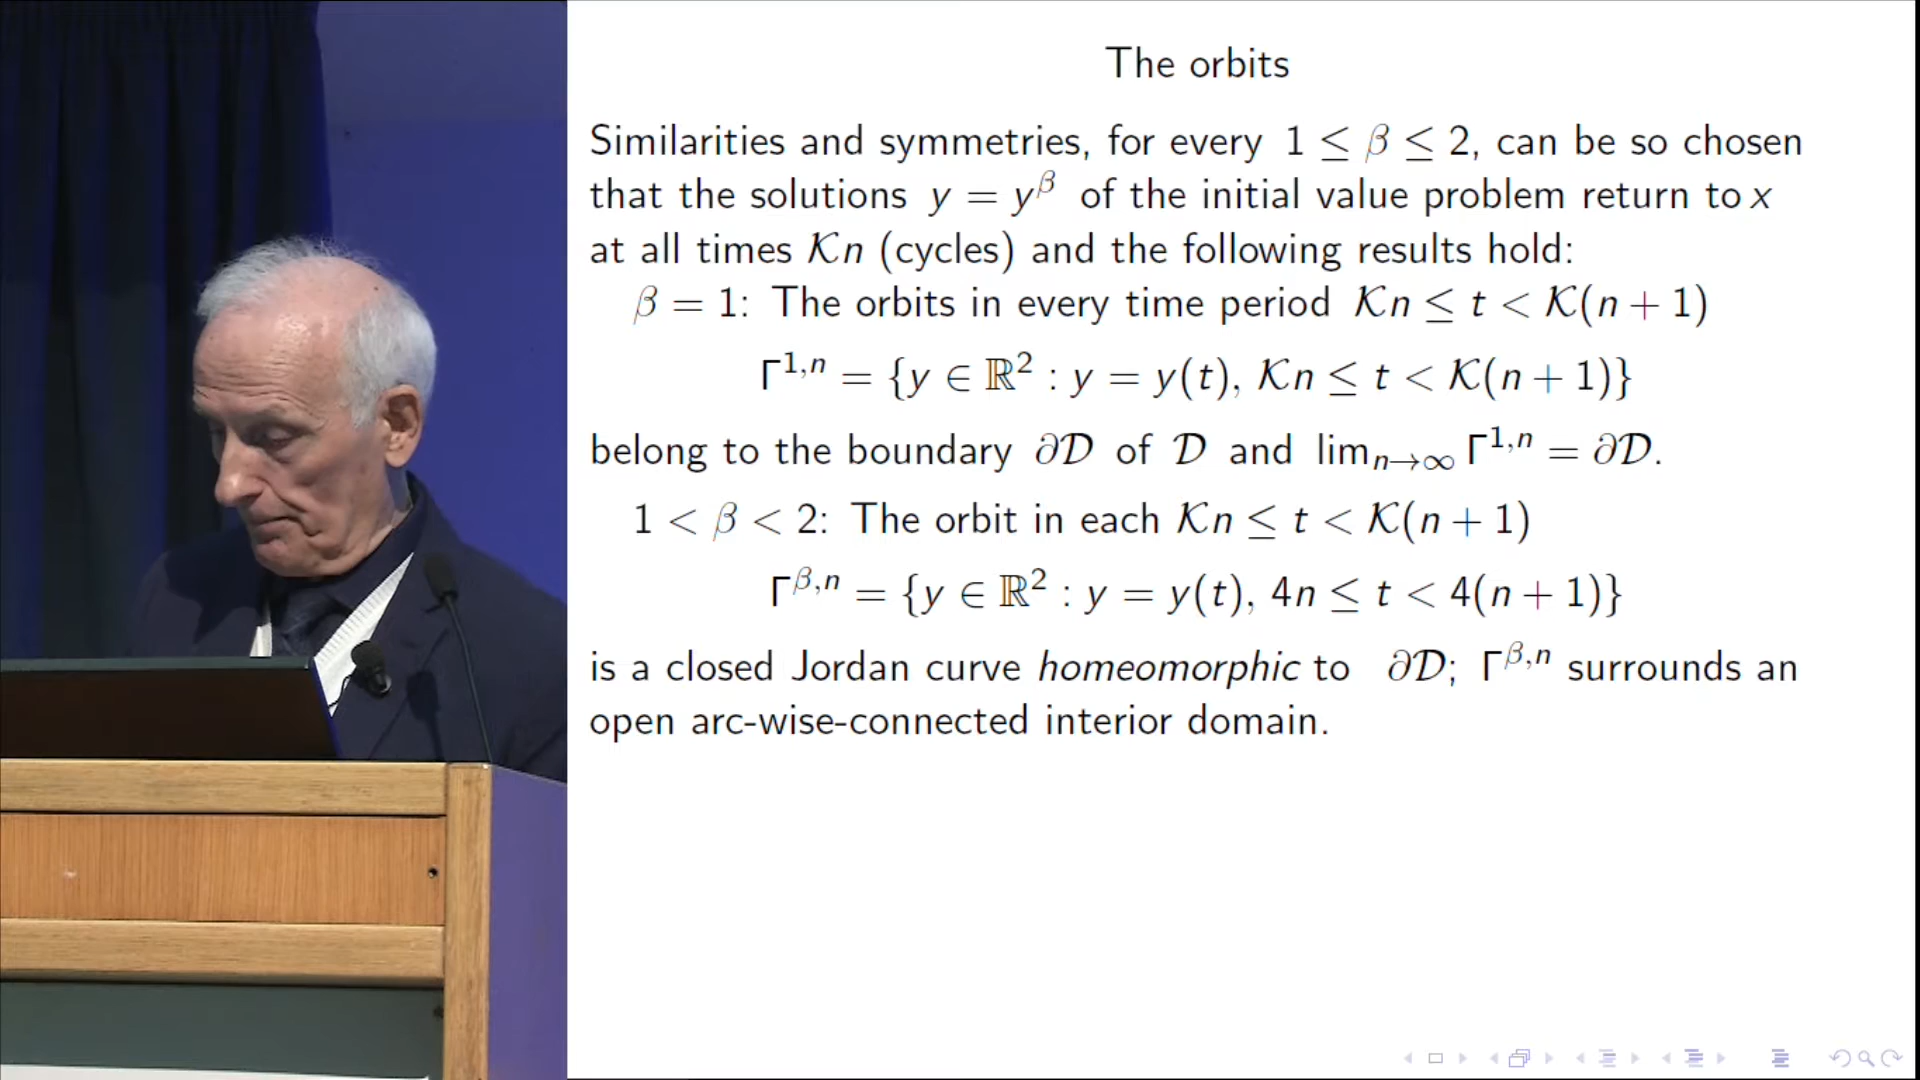 The orbits
Similarities and symmetries, for every 1 ≤ β ≤ 2, can be so chosen
that the solutions y = y^β of the initial value problem return to x
at all times 𝒦n (cycles) and the following results hold:
β = 1: The orbits in every time period 𝒦n ≤ t < 𝒦(n + 1)
Γ^{1,n} = {y ∈ ℝ² : y = y(t), 𝒦n ≤ t < 𝒦(n + 1)}
belong to the boundary ∂𝒟 of 𝒟 and lim_{n→∞} Γ^{1,n} = ∂𝒟.
1 < β < 2: The orbit in each 𝒦n ≤ t < 𝒦(n + 1)
Γ^{β,n} = {y ∈ ℝ² : y = y(t), 4n ≤ t < 4(n + 1)}
is a closed Jordan curve homeomorphic to ∂𝒟; Γ^{β,n} surrounds an
open arc-wise-connected interior domain.